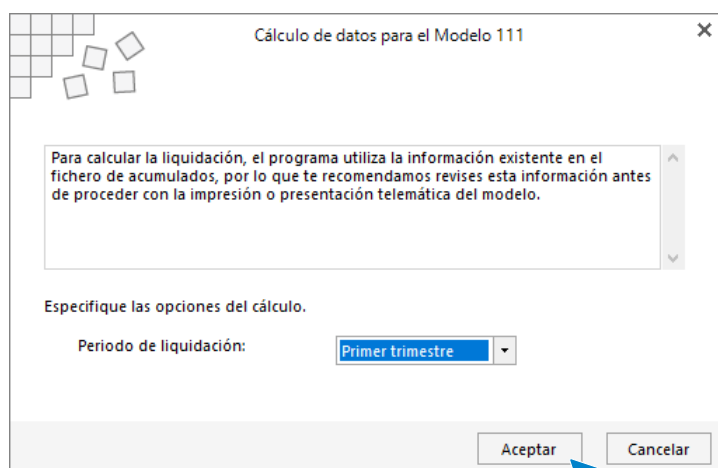 Cálculo de datos para el Modelo 111
Para calcular la liquidación, el programa utiliza la información existente en el
fichero de acumulados, por lo que te recomendamos revises esta información antes
de proceder con la impresión o presentación telemática del modelo.
Especifique las opciones del cálculo.
Periodo de liquidación: Primer trimestre
Aceptar Cancelar